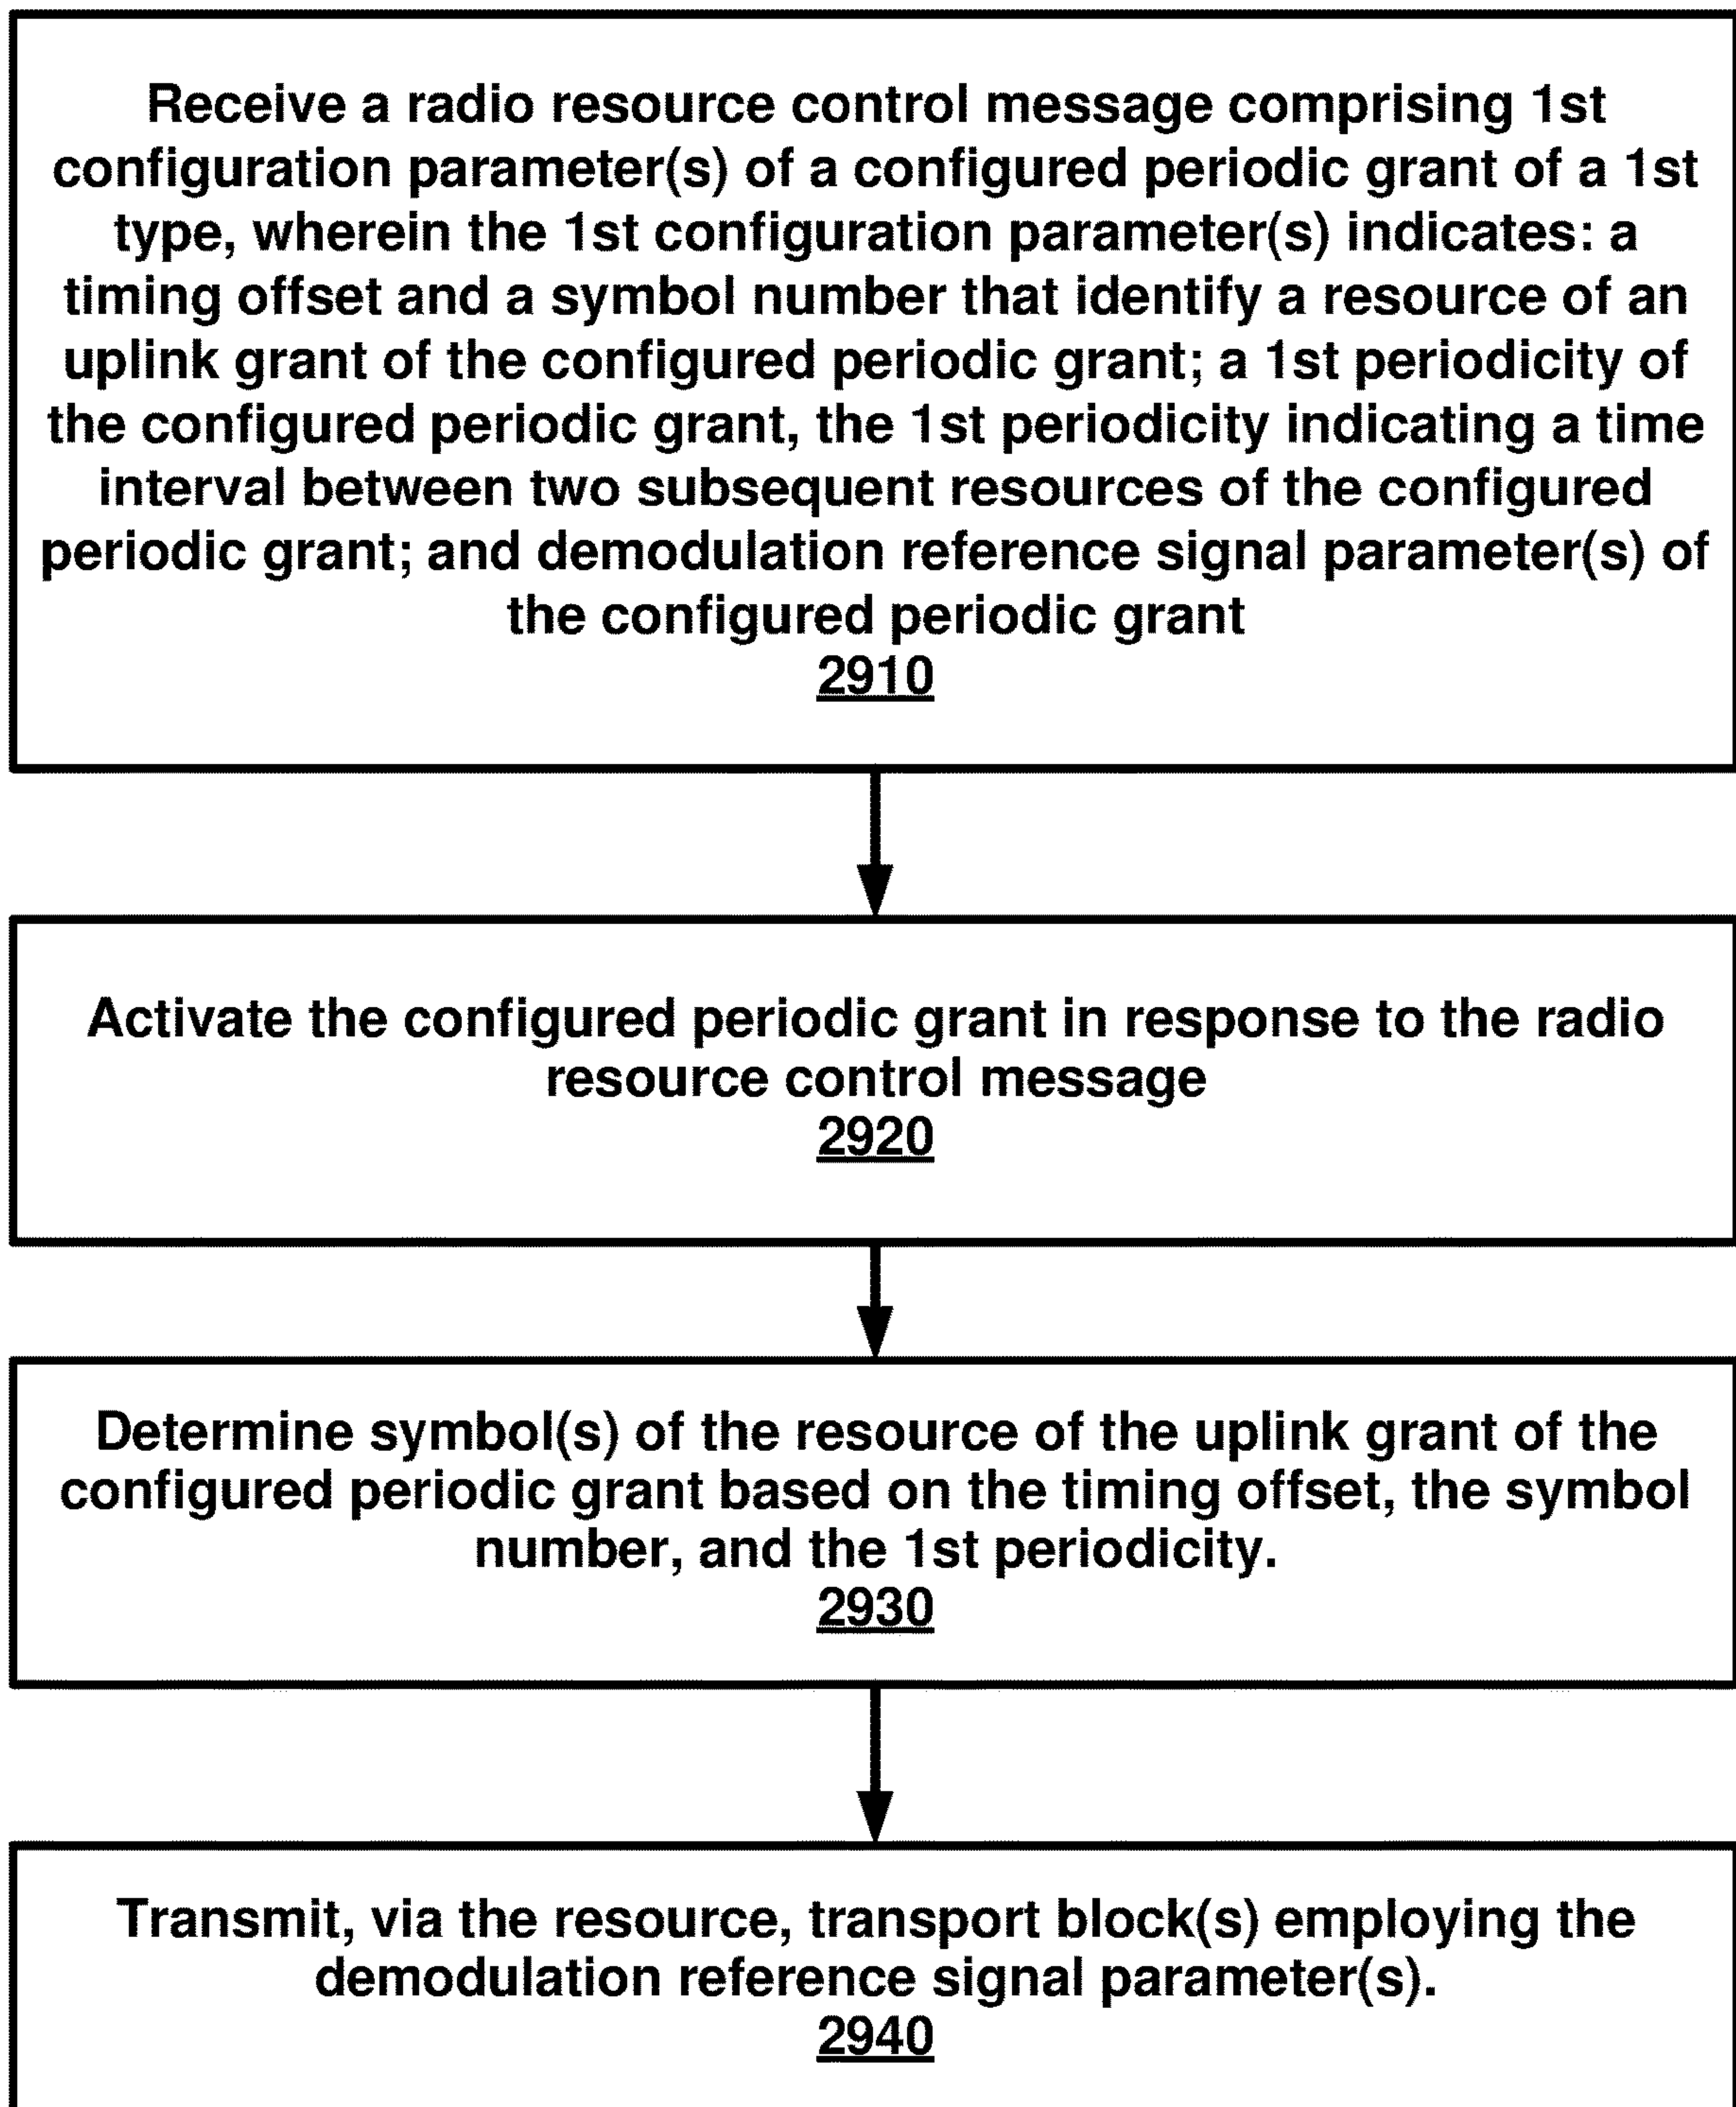 Receive a radio resource control message comprising 1st
configuration parameter(s) of a configured periodic grant of a 1st
type, wherein the 1st configuration parameter(s) indicates: a
timing offset and a symbol number that identify a resource of an
uplink grant of the configured periodic grant; a 1st periodicity of
the configured periodic grant, the 1st periodicity indicating a time
interval between two subsequent resources of the configured
periodic grant; and demodulation reference signal parameter(s) of
the configured periodic grant
2910
Activate the configured periodic grant in response to the radio
resource control message
2920
Determine symbol(s) of the resource of the uplink grant of the
configured periodic grant based on the timing offset, the symbol
number, and the 1st periodicity.
2930
Transmit, via the resource, transport block(s) employing the
demodulation reference signal parameter(s).
2940